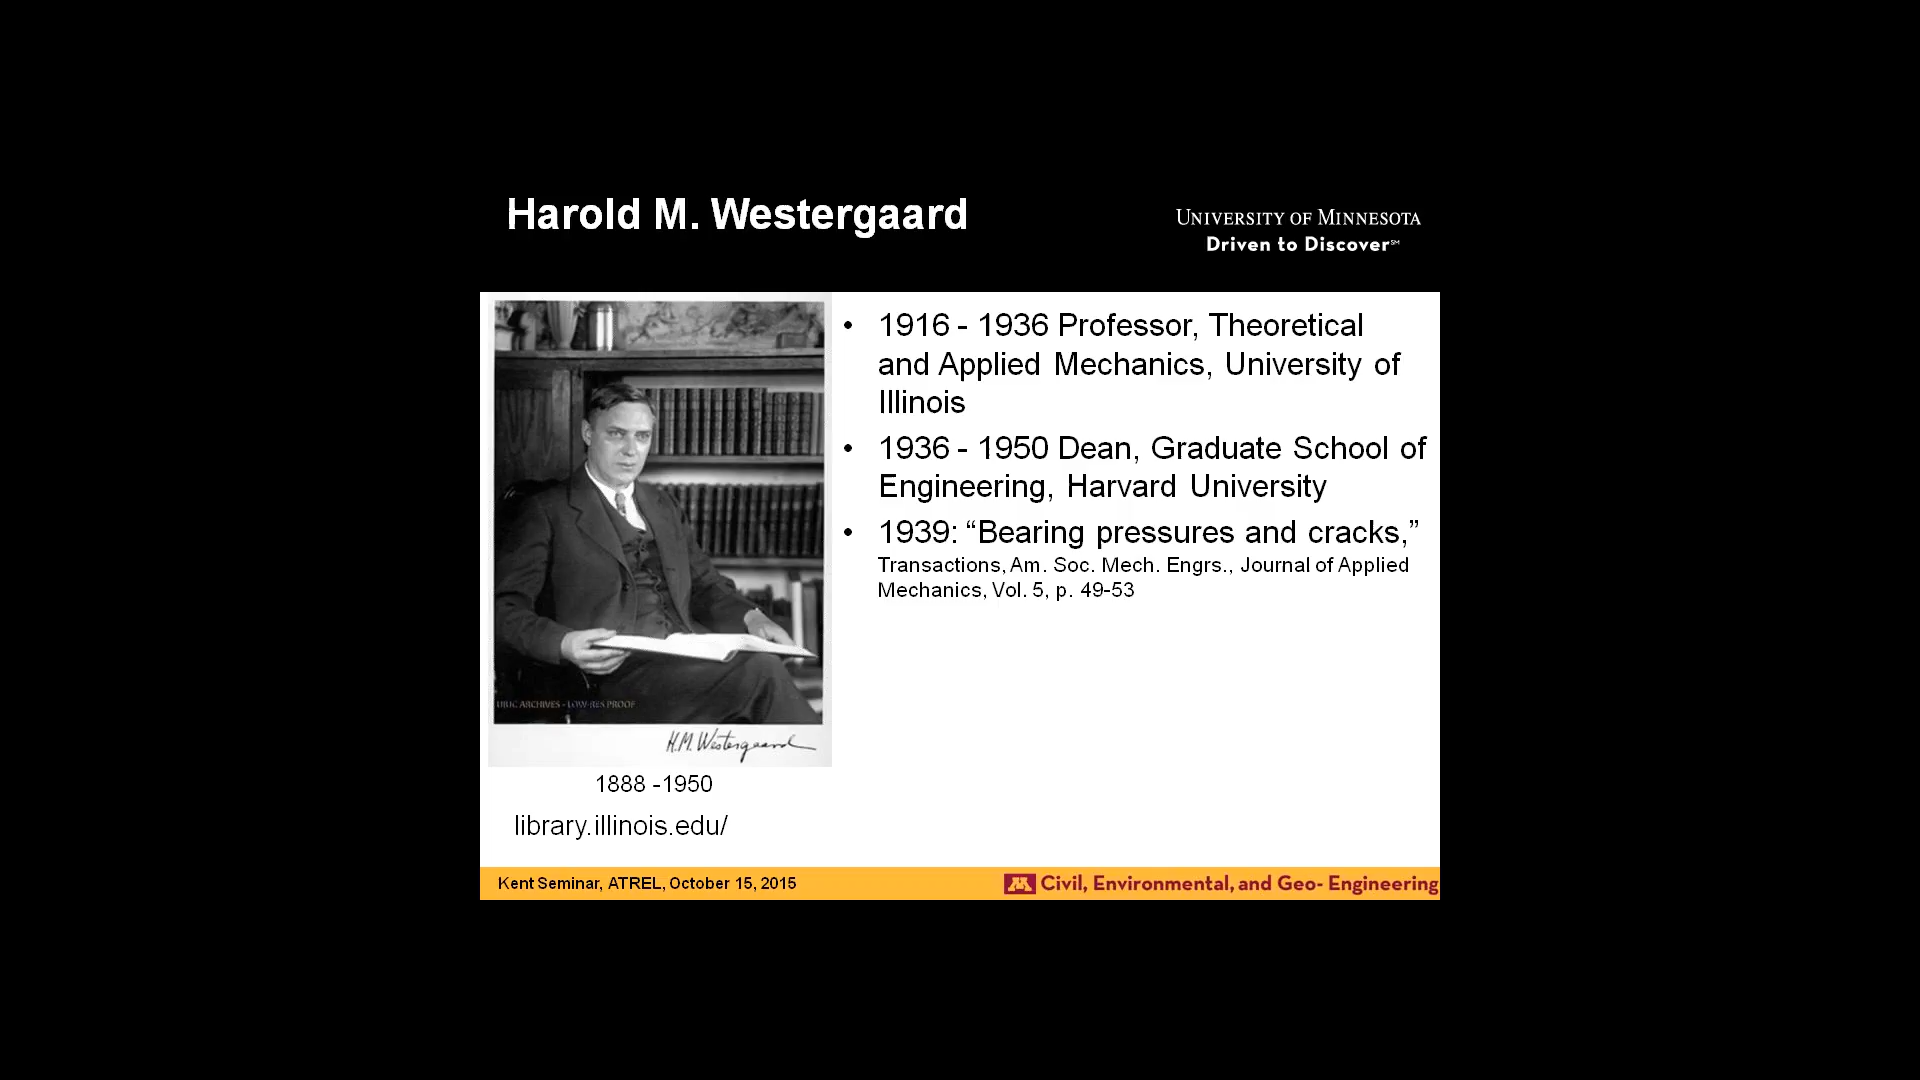 Harold M. Westergaard
UNIVERSITY OF MINNESOTA
Driven to Discover℠
• 1916 - 1936 Professor, Theoretical
and Applied Mechanics, University of
Illinois
• 1936 - 1950 Dean, Graduate School of
Engineering, Harvard University
• 1939: “Bearing pressures and cracks,”
Transactions, Am. Soc. Mech. Engrs., Journal of Applied
Mechanics, Vol. 5, p. 49-53
UIUC ARCHIVES - LOW-RES PROOF
H.M. Westergaard
1888 -1950
library.illinois.edu/
Kent Seminar, ATREL, October 15, 2015
M Civil, Environmental, and Geo- Engineering